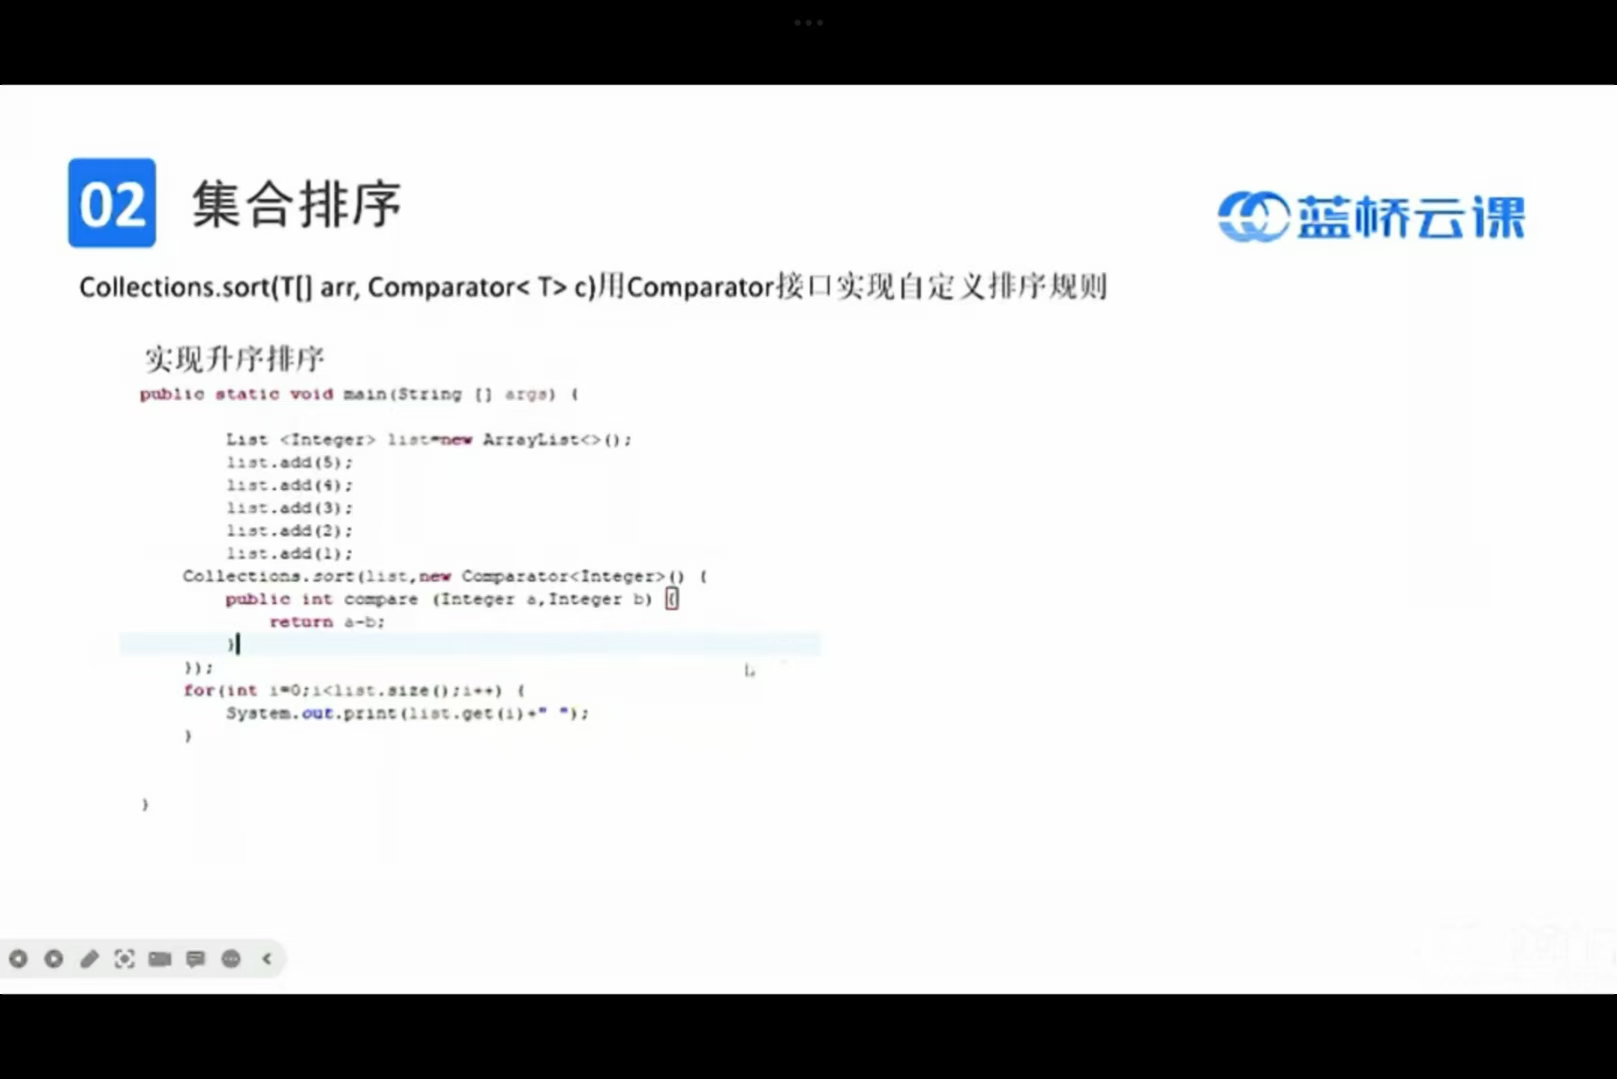 02 集合排序
蓝桥云课
Collections.sort(T[] arr, Comparator< T> c)用Comparator接口实现自定义排序规则
实现升序排序
public static void main(String [] args) {
List <Integer> list=new ArrayList<>();
list.add(5);
list.add(4);
list.add(3);
list.add(2);
list.add(1);
Collections.sort(list,new Comparator<Integer>() {
public int compare (Integer a,Integer b) {
return a-b;
}
});
for(int i=0;i<list.size();i++) {
System.out.print(list.get(i)+" ");
}
}